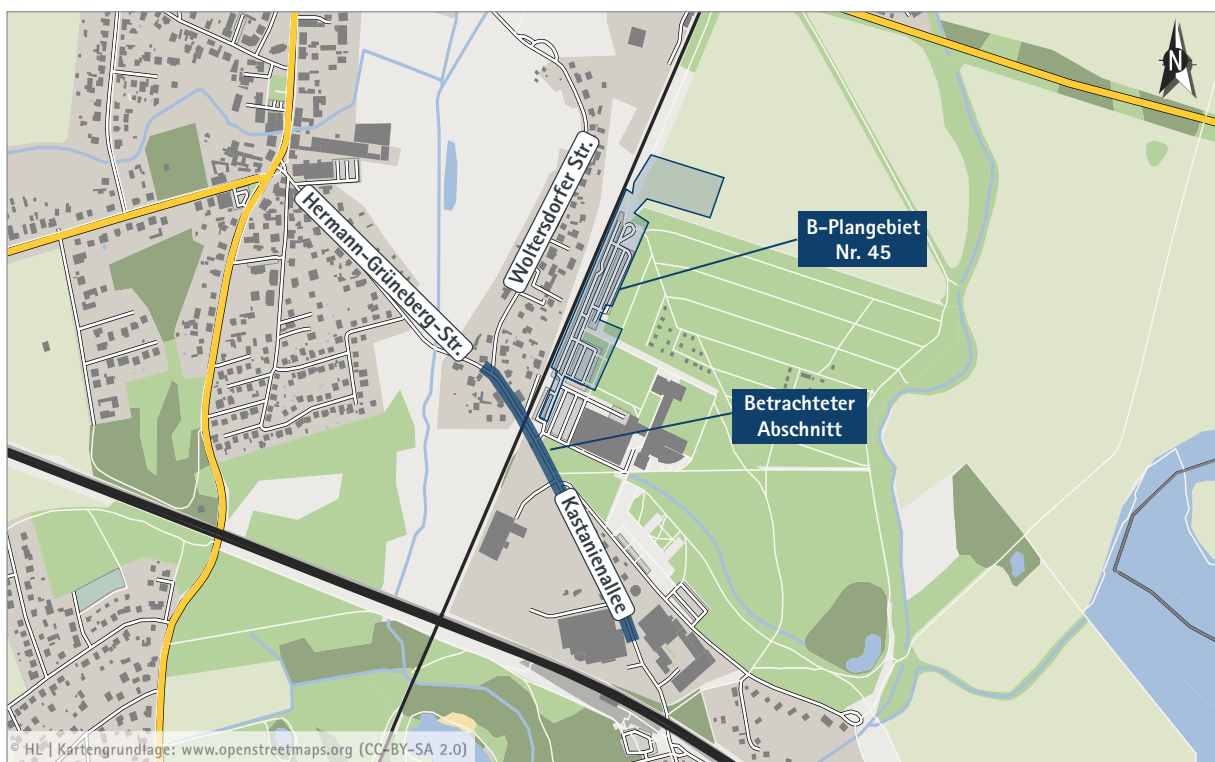 N
Woltersdorfer Str.
Hermann-Grüneberg-Str.
B-Plangebiet
Nr. 45
Betrachteter
Abschnitt
Kastanienallee
© HL | Kartengrundlage: www.openstreetmaps.org (CC-BY-SA 2.0)